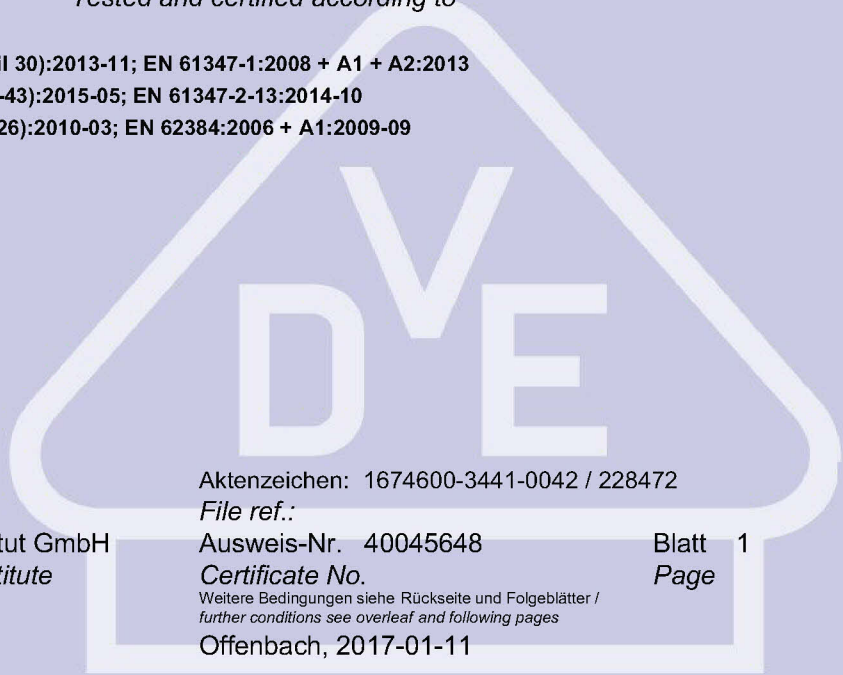 Tested and certified according to
il 30):2013-11; EN 61347-1:2008 + A1 + A2:2013
-43):2015-05; EN 61347-2-13:2014-10
26):2010-03; EN 62384:2006 + A1:2009-09
V
D E
Aktenzeichen: 1674600-3441-0042 / 228472
File ref.:
tut GmbH Ausweis-Nr. 40045648 Blatt 1
titute Certificate No. Page
Weitere Bedingungen siehe Rückseite und Folgeblätter /
further conditions see overleaf and following pages
Offenbach, 2017-01-11